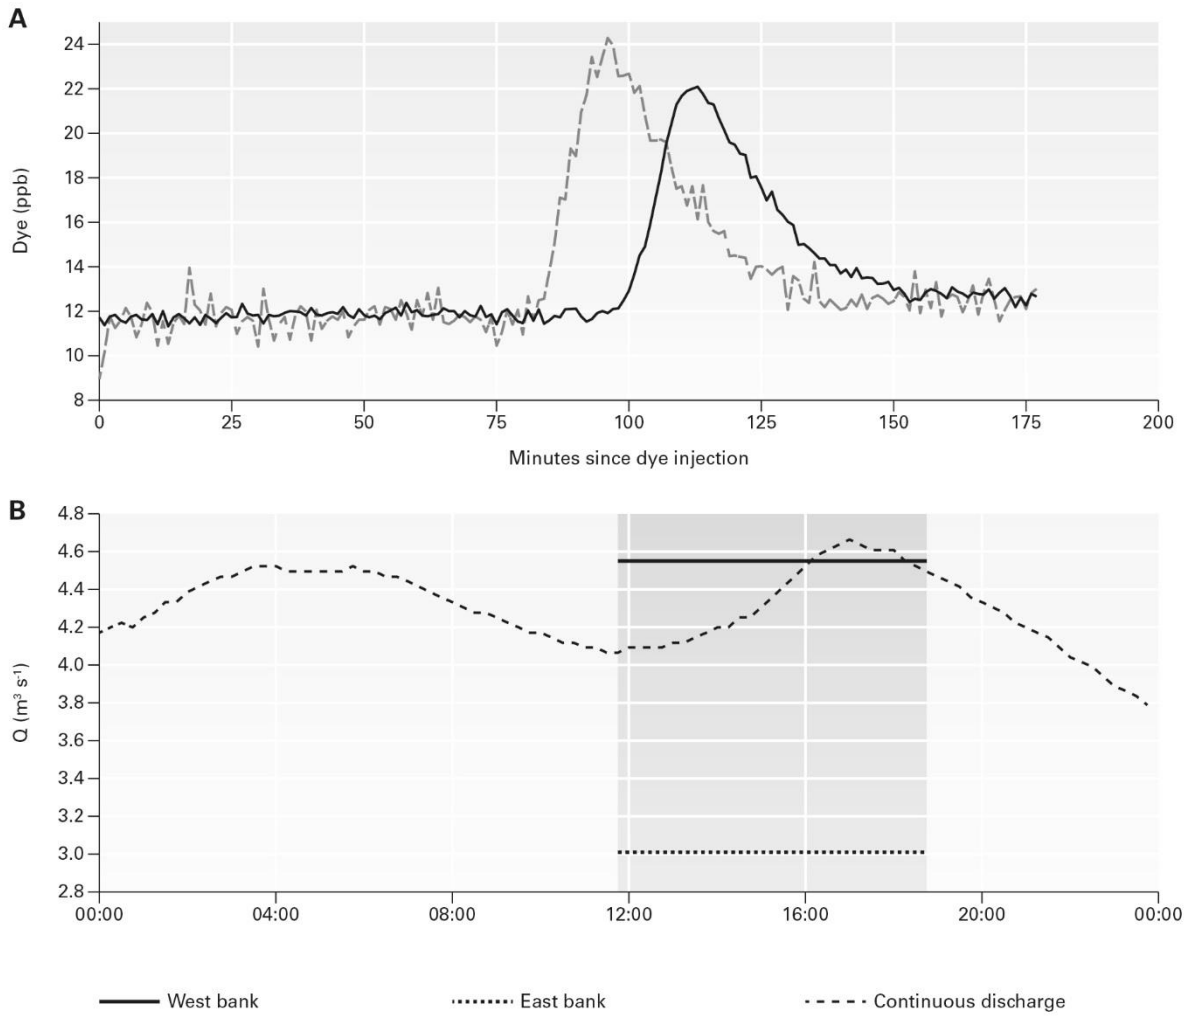 A
24
22
20
18
16
14
12
10
8
Dye (ppb)
0 25 50 75 100 125 150 175 200
Minutes since dye injection
B
4.8
4.6
4.4
4.2
4.0
3.8
3.6
3.4
3.2
3.0
2.8
Q (m³ s⁻¹)
00:00 04:00 08:00 12:00 16:00 20:00 00:00
West bank East bank Continuous discharge